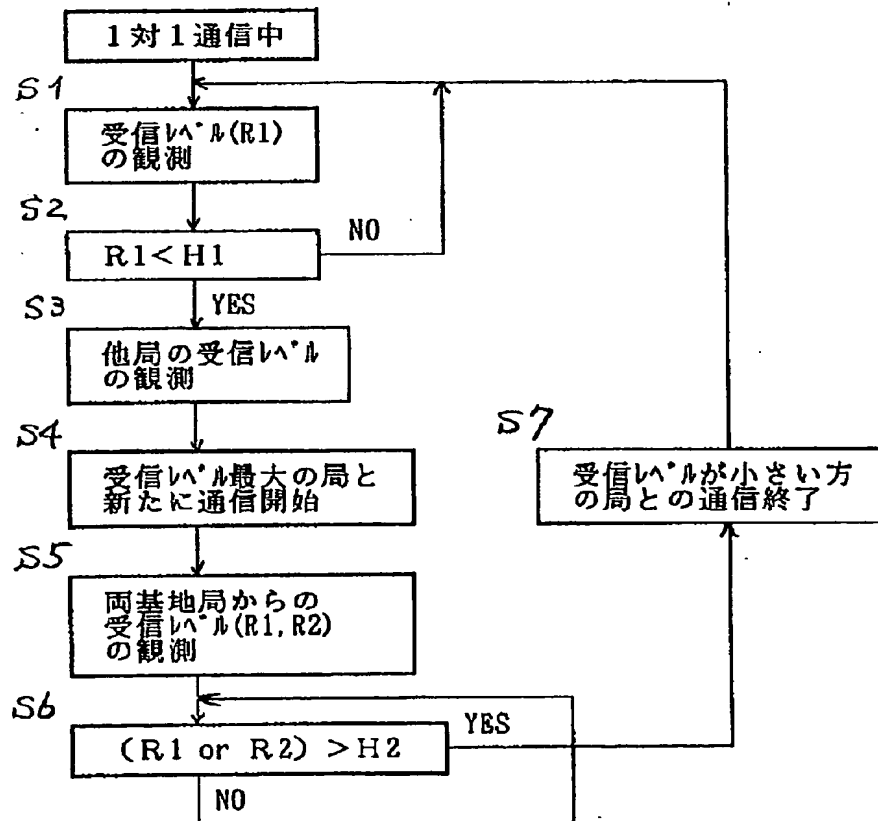 1対1通信中
S1
受信ﾚﾍﾞﾙ(R1)
の観測
S2
R1<H1
NO
YES
S3
他局の受信ﾚﾍﾞﾙ
の観測
S4
受信ﾚﾍﾞﾙ最大の局と
新たに通信開始
S5
両基地局からの
受信ﾚﾍﾞﾙ(R1,R2)
の観測
S6
(R1 or R2)>H2
YES
NO
S7
受信ﾚﾍﾞﾙが小さい方
の局との通信終了